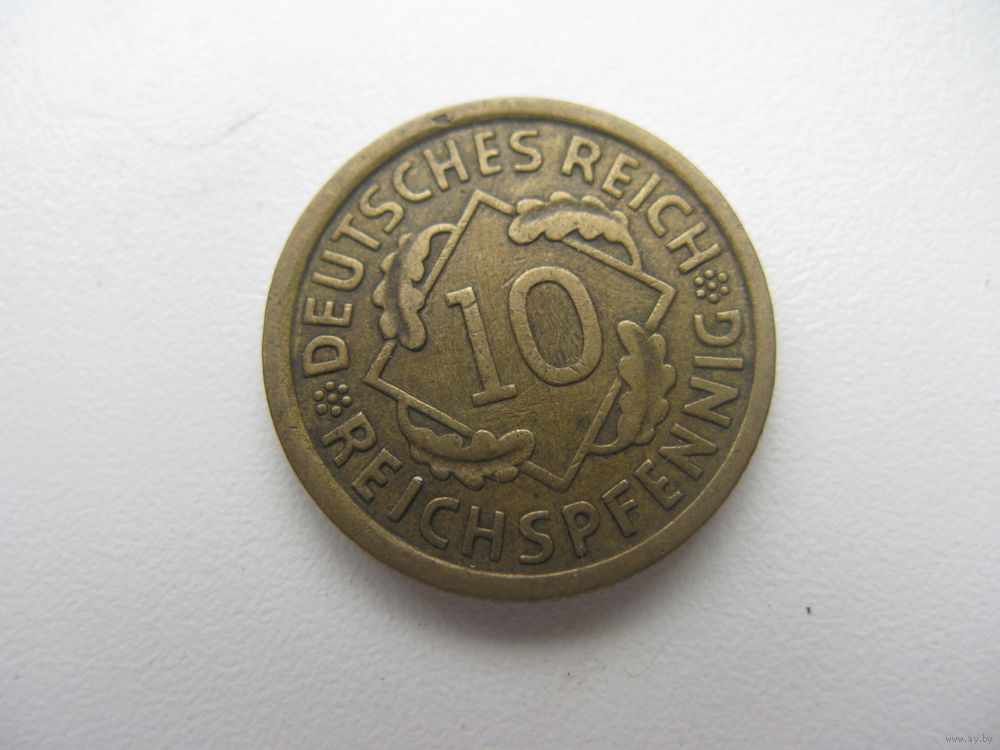 DEUTSCHES REICH
10
REICHSPFENNIG
www.ay.by